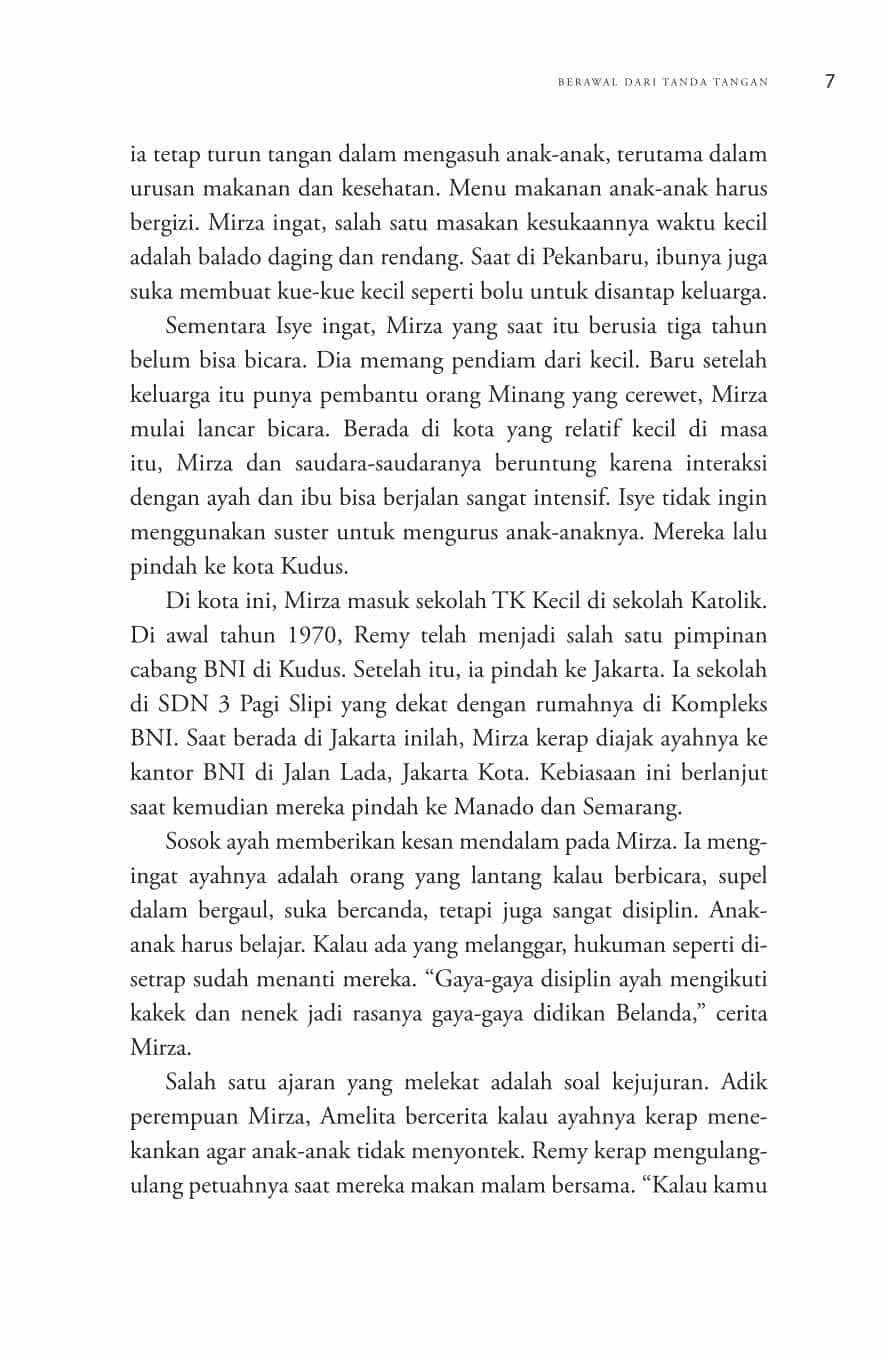 BERAWAL DARI TANDA TANGAN 7
ia tetap turun tangan dalam mengasuh anak-anak, terutama dalam
urusan makanan dan kesehatan. Menu makanan anak-anak harus
bergizi. Mirza ingat, salah satu masakan kesukaannya waktu kecil
adalah balado daging dan rendang. Saat di Pekanbaru, ibunya juga
suka membuat kue-kue kecil seperti bolu untuk disantap keluarga.
Sementara Isye ingat, Mirza yang saat itu berusia tiga tahun
belum bisa bicara. Dia memang pendiam dari kecil. Baru setelah
keluarga itu punya pembantu orang Minang yang cerewet, Mirza
mulai lancar bicara. Berada di kota yang relatif kecil di masa
itu, Mirza dan saudara-saudaranya beruntung karena interaksi
dengan ayah dan ibu bisa berjalan sangat intensif. Isye tidak ingin
menggunakan suster untuk mengurus anak-anaknya. Mereka lalu
pindah ke kota Kudus.
Di kota ini, Mirza masuk sekolah TK Kecil di sekolah Katolik.
Di awal tahun 1970, Remy telah menjadi salah satu pimpinan
cabang BNI di Kudus. Setelah itu, ia pindah ke Jakarta. Ia sekolah
di SDN 3 Pagi Slipi yang dekat dengan rumahnya di Kompleks
BNI. Saat berada di Jakarta inilah, Mirza kerap diajak ayahnya ke
kantor BNI di Jalan Lada, Jakarta Kota. Kebiasaan ini berlanjut
saat kemudian mereka pindah ke Manado dan Semarang.
Sosok ayah memberikan kesan mendalam pada Mirza. Ia meng-
ingat ayahnya adalah orang yang lantang kalau berbicara, supel
dalam bergaul, suka bercanda, tetapi juga sangat disiplin. Anak-
anak harus belajar. Kalau ada yang melanggar, hukuman seperti di-
setrap sudah menanti mereka. “Gaya-gaya disiplin ayah mengikuti
kakek dan nenek jadi rasanya gaya-gaya didikan Belanda,” cerita
Mirza.
Salah satu ajaran yang melekat adalah soal kejujuran. Adik
perempuan Mirza, Amelita bercerita kalau ayahnya kerap mene-
kankan agar anak-anak tidak menyontek. Remy kerap mengulang-
ulang petuahnya saat mereka makan malam bersama. “Kalau kamu